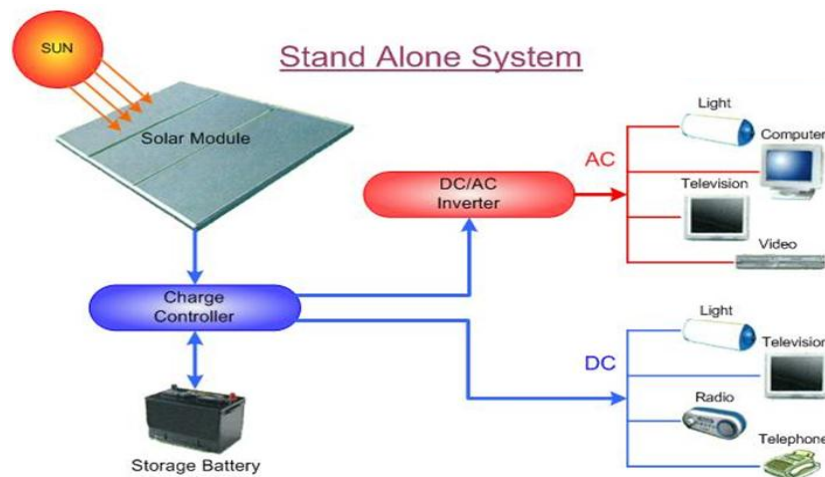 SUN
Stand Alone System
Solar Module
Light
Computer
AC
DC/AC
Inverter
Television
Video
Charge
Controller
Light
Television
DC
Radio
Telephone
Storage Battery